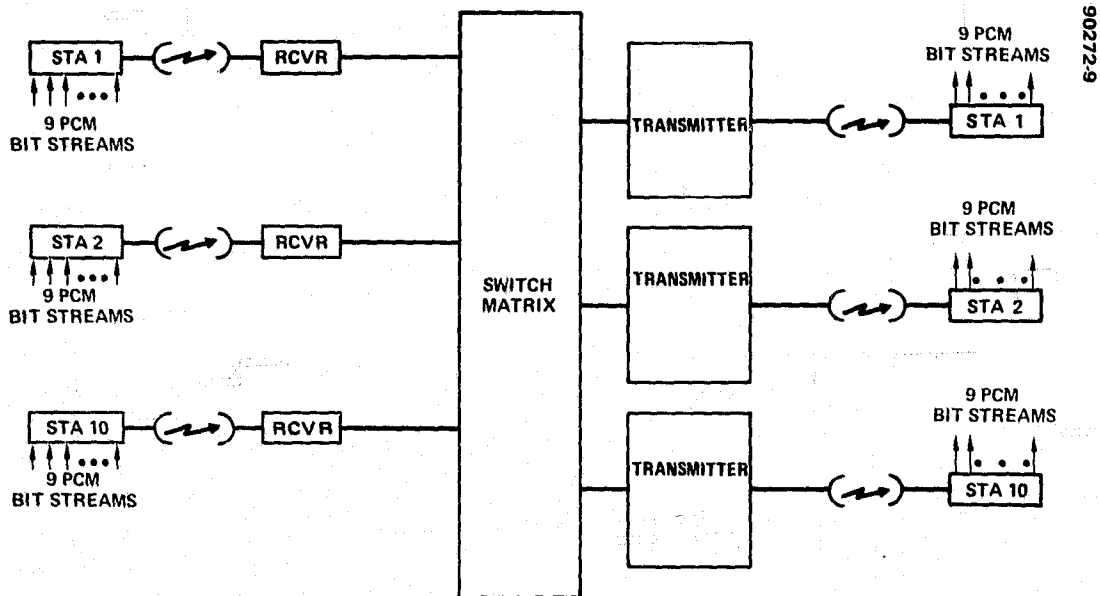 90272-9
STA 1
RCVR
9 PCM
BIT STREAMS
STA 2
RCVR
9 PCM
BIT STREAMS
STA 10
RCVR
9 PCM
BIT STREAMS
SWITCH
MATRIX
TRANSMITTER
9 PCM
BIT STREAMS
STA 1
TRANSMITTER
9 PCM
BIT STREAMS
STA 2
TRANSMITTER
9 PCM
BIT STREAMS
STA 10